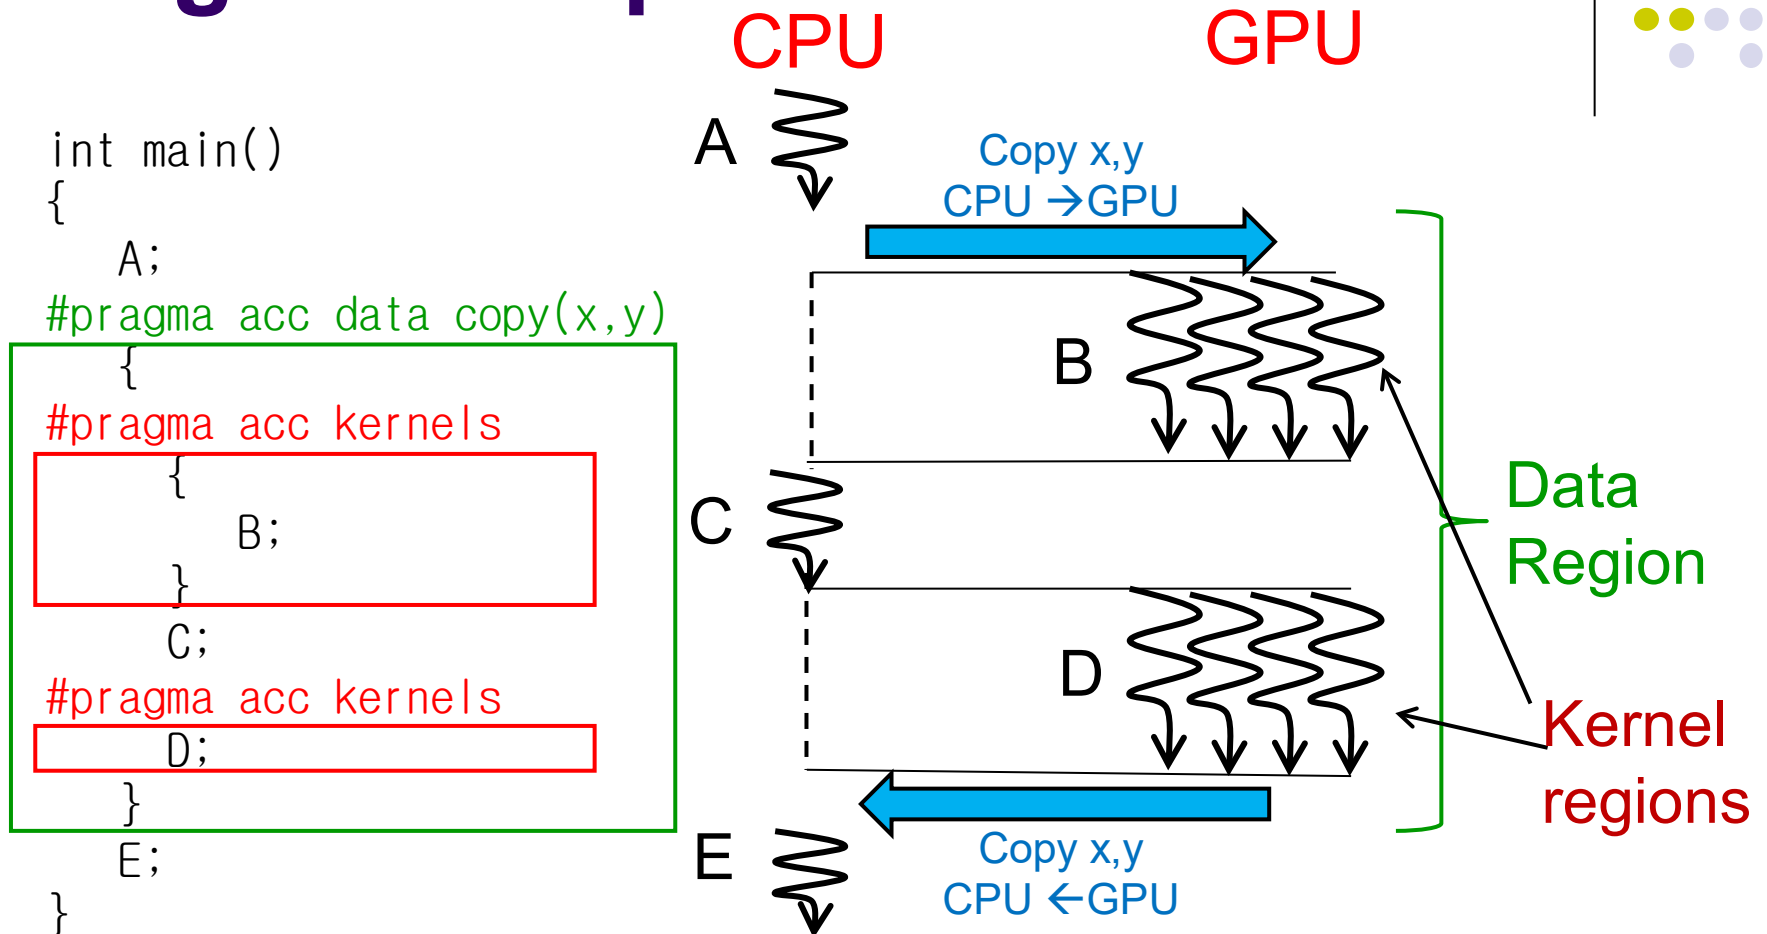 int main()
{
A;
#pragma acc data copy(x,y)
{
#pragma acc kernels
{
B;
}
C;
#pragma acc kernels
D;
}
E;
}
CPU
GPU
A
Copy x,y
CPU →GPU
B
C
D
E
Copy x,y
CPU ←GPU
Data
Region
Kernel
regions